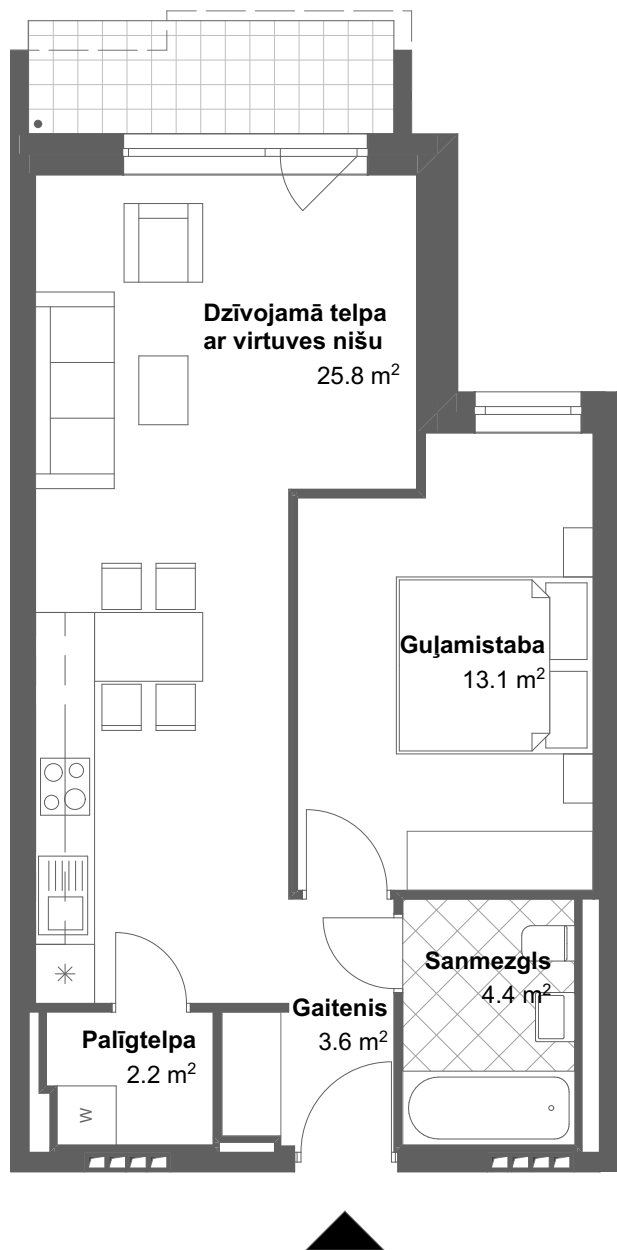 Dzīvojamā telpa
ar virtuves nišu
25.8 m²
Guļamistaba
13.1 m²
Sanmezgls
4.4 m²
Gaitenis
3.6 m²
Palīgtelpa
2.2 m²
W